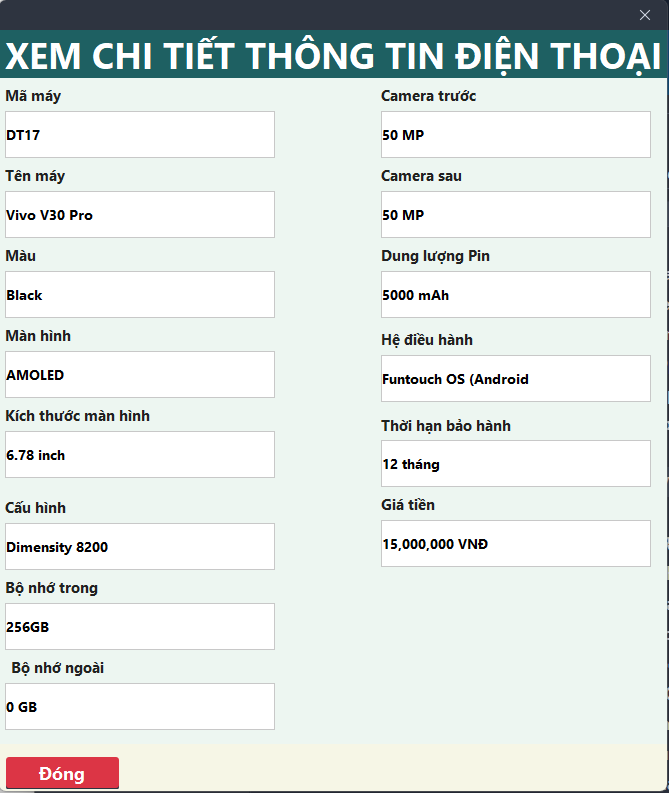 XEM CHI TIẾT THÔNG TIN ĐIỆN THOẠI
Mã máy
DT17
Tên máy
Vivo V30 Pro
Màu
Black
Màn hình
AMOLED
Kích thước màn hình
6.78 inch
Cấu hình
Dimensity 8200
Bộ nhớ trong
256GB
Bộ nhớ ngoài
0 GB
Camera trước
50 MP
Camera sau
50 MP
Dung lượng Pin
5000 mAh
Hệ điều hành
Funtouch OS (Android
Thời hạn bảo hành
12 tháng
Giá tiền
15,000,000 VNĐ
Đóng